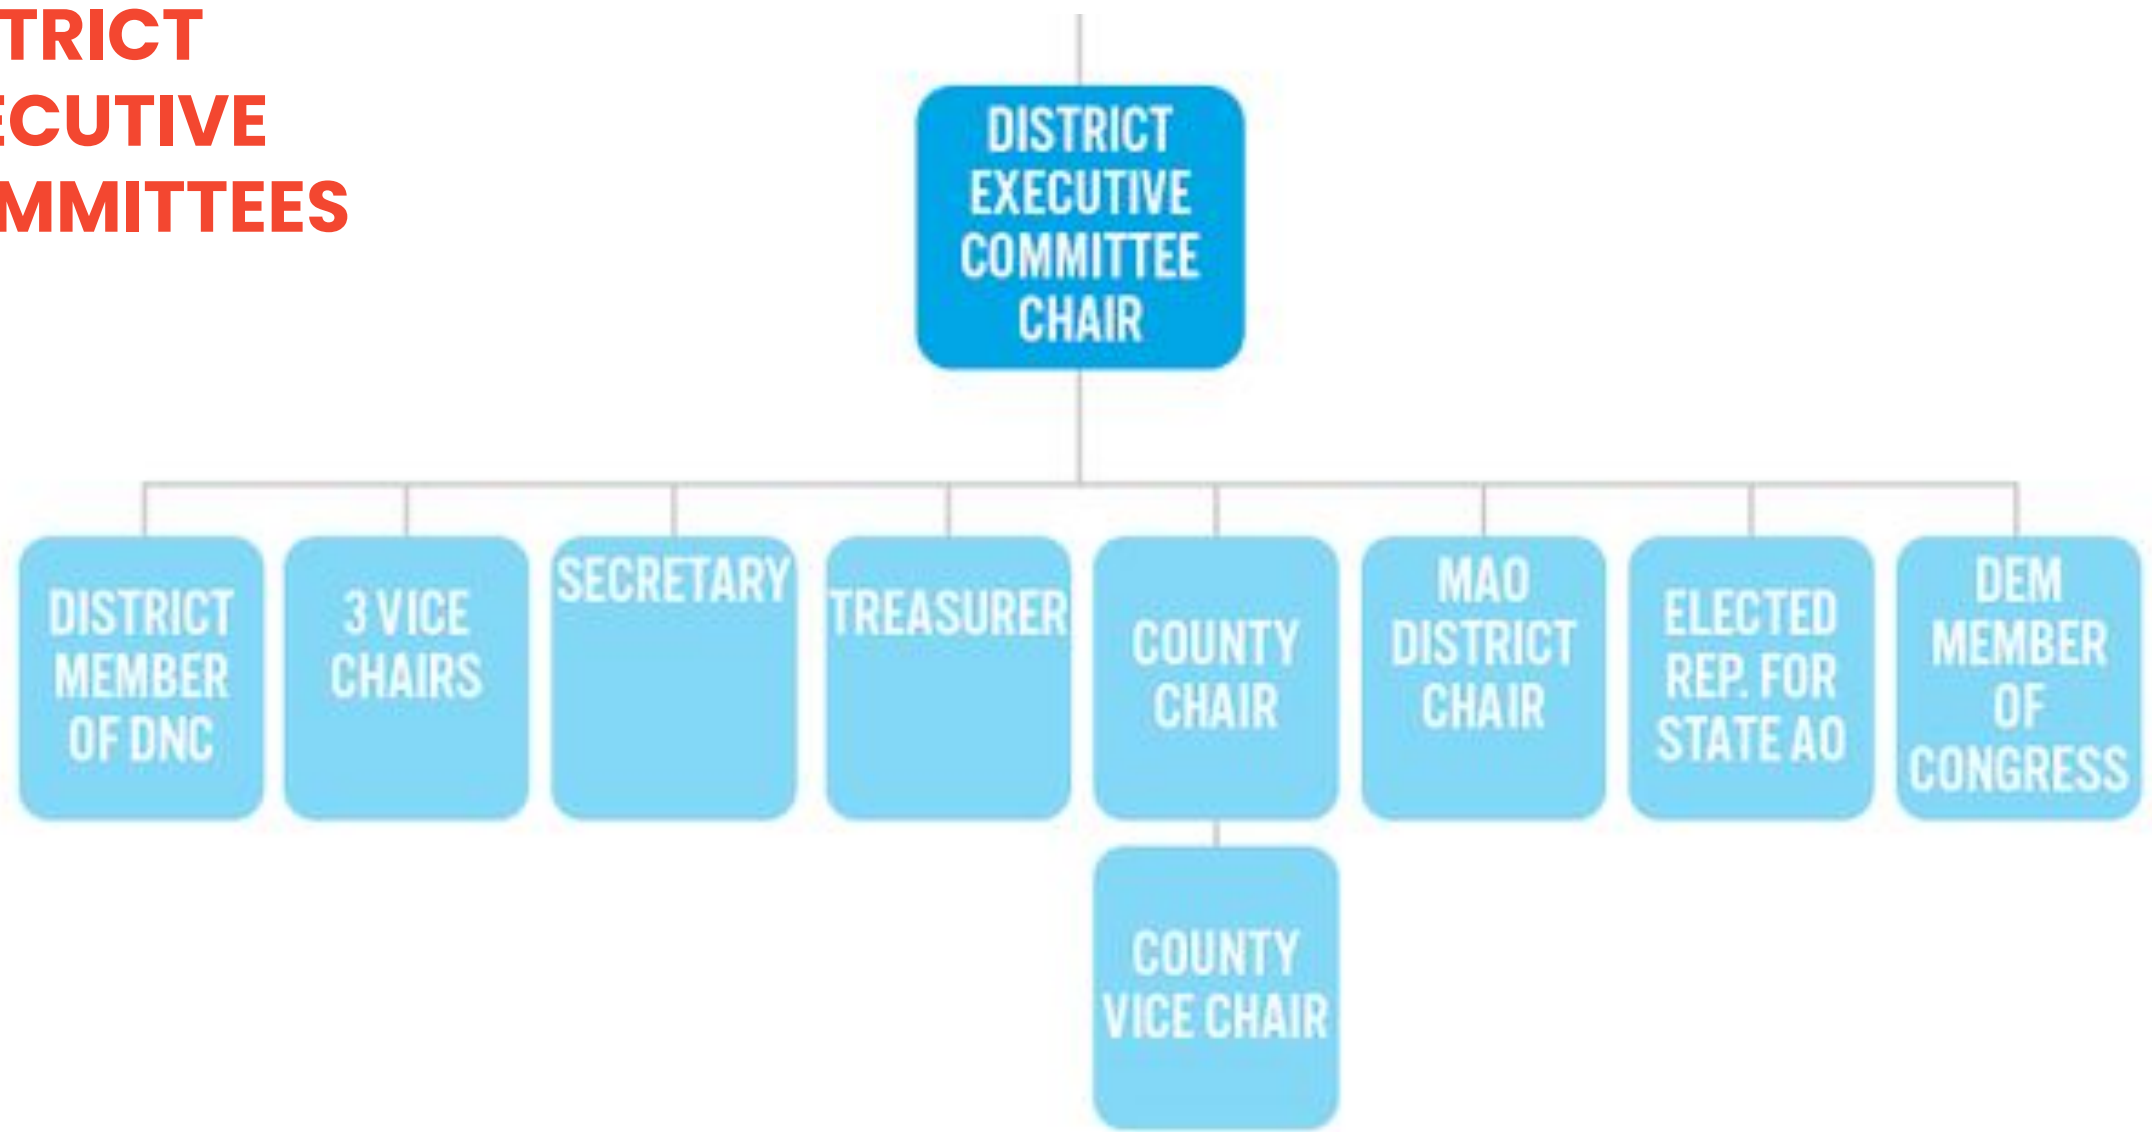 TRICT
ECUTIVE
MMITTEES
DISTRICT
EXECUTIVE
COMMITTEE
CHAIR
DISTRICT
MEMBER
OF DNC
3 VICE
CHAIRS
SECRETARY
TREASURER
COUNTY
CHAIR
MAO
DISTRICT
CHAIR
ELECTED
REP. FOR
STATE AO
DEM
MEMBER
OF
CONGRESS
COUNTY
VICE CHAIR